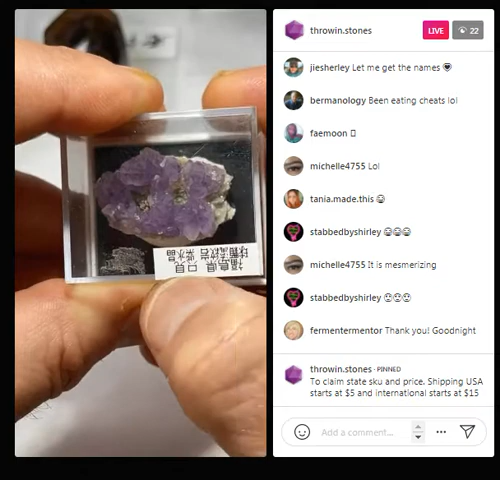 throwin.stones
LIVE
22
jiesherley Let me get the names
bermanology Been eating cheats lol
faemoon
michelle4755 Lol
tania.made.this
stabbedbyshirley
michelle4755 It is mesmerizing
stabbedbyshirley
fermentermentor Thank you! Goodnight
throwin.stones · PINNED
To claim state sku and price. Shipping USA
starts at $5 and international starts at $15
Add a comment...